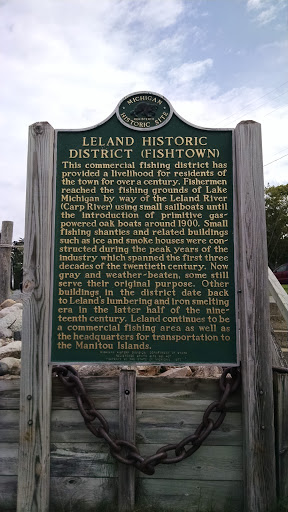 MICHIGAN
HISTORIC SITE
LELAND HISTORIC
DISTRICT (FISHTOWN)
This commercial fishing district has
provided a livelihood for residents of
the town for over a century. Fishermen
reached the fishing grounds of Lake
Michigan by way of the Leland River
(Carp River) using small sailboats until
the introduction of primitive gas-
powered oak boats around 1900. Small
fishing shanties and related buildings
such as ice and smoke houses were con-
structed during the peak years of the
industry which spanned the first three
decades of the twentieth century. Now
gray and weather-beaten, some still
serve their original purpose. Other
buildings in the district date back
to Leland's lumbering and iron smelting
era in the latter half of the nine-
teenth century. Leland continues to be
a commercial fishing area as well as
the headquarters for transportation to
the Manitou Islands.